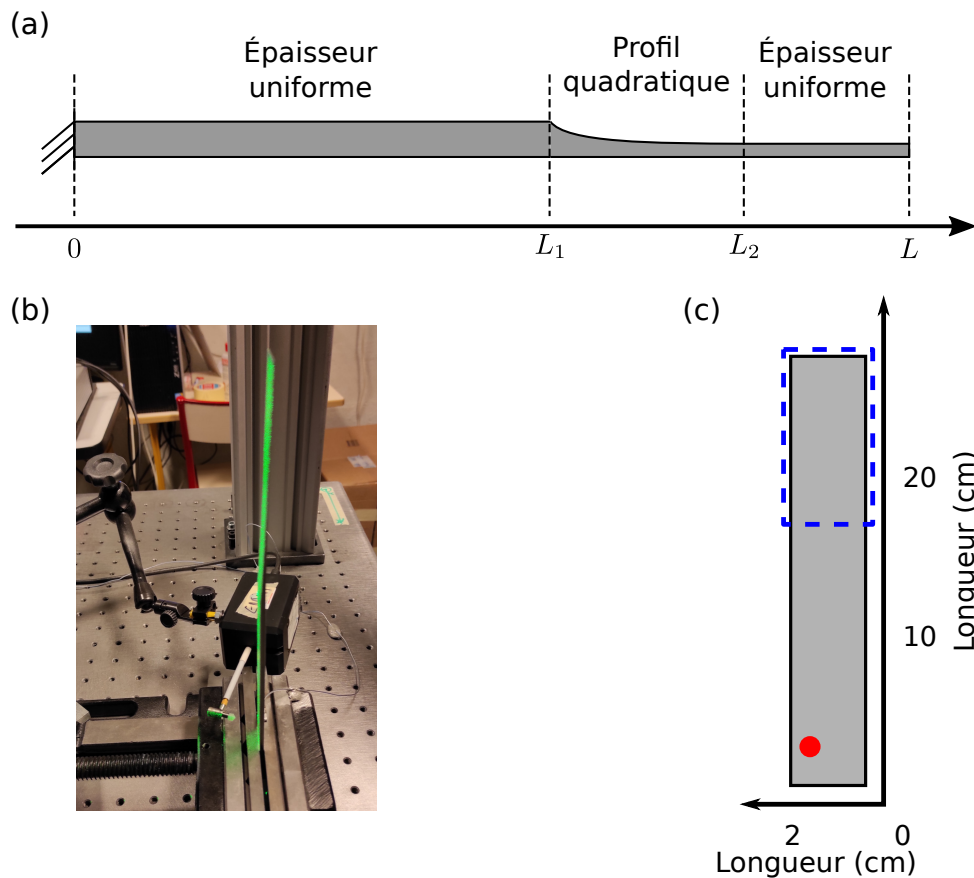 (a)
Épaisseur
uniforme
Profil
quadratique
Épaisseur
uniforme
0
L₁
L₂
L
(b)
(c)
20
10
Longueur (cm)
2
0
Longueur (cm)